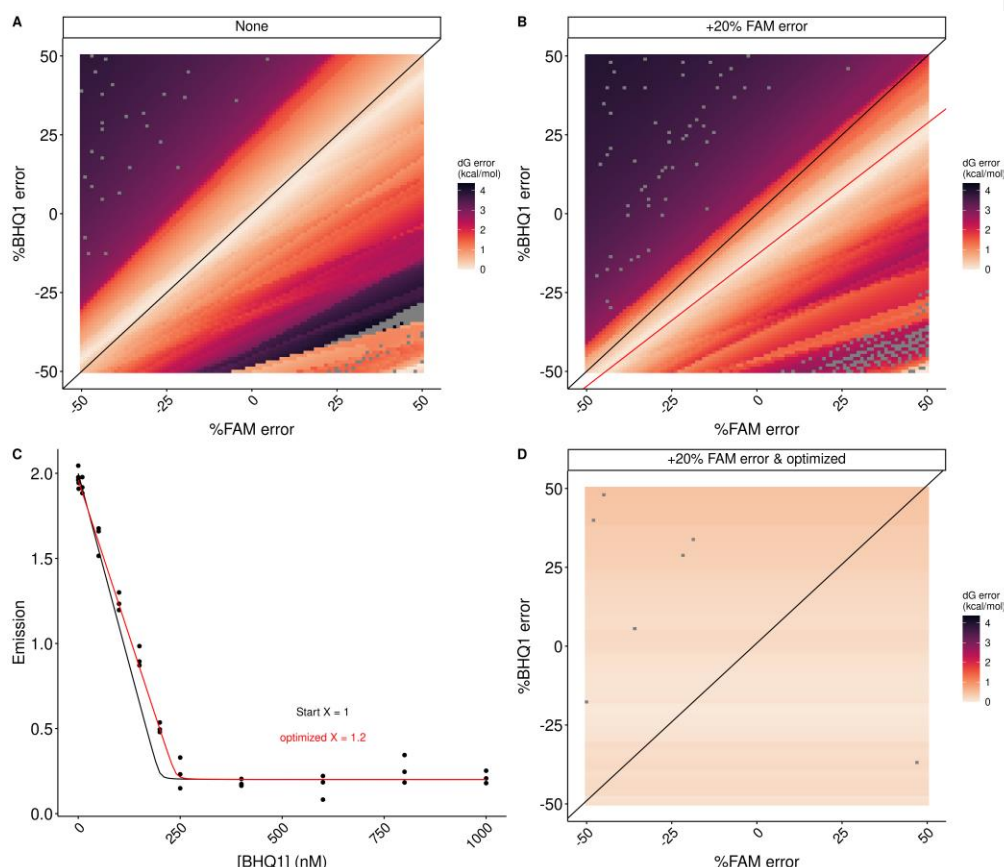 A
None
50
25
0
-25
-50
%BHQ1 error
-50
-25
0
25
50
%FAM error
dG error
(kcal/mol)
4
3
2
1
0
B
+20% FAM error
50
25
0
-25
-50
%BHQ1 error
-50
-25
0
25
50
%FAM error
dG error
(kcal/mol)
4
3
2
1
0
C
2.0
1.5
1.0
0.5
0.0
Emission
Start X = 1
optimized X = 1.2
0
250
500
750
1000
[BHQ1] (nM)
D
+20% FAM error & optimized
50
25
0
-25
-50
%BHQ1 error
-50
-25
0
25
50
%FAM error
dG error
(kcal/mol)
4
3
2
1
0